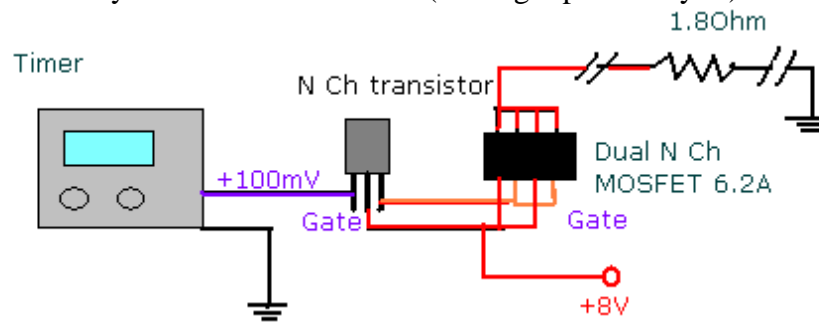 1.8Ohm
Timer
N Ch transistor
Dual N Ch
MOSFET 6.2A
+100mV
Gate
Gate
+8V